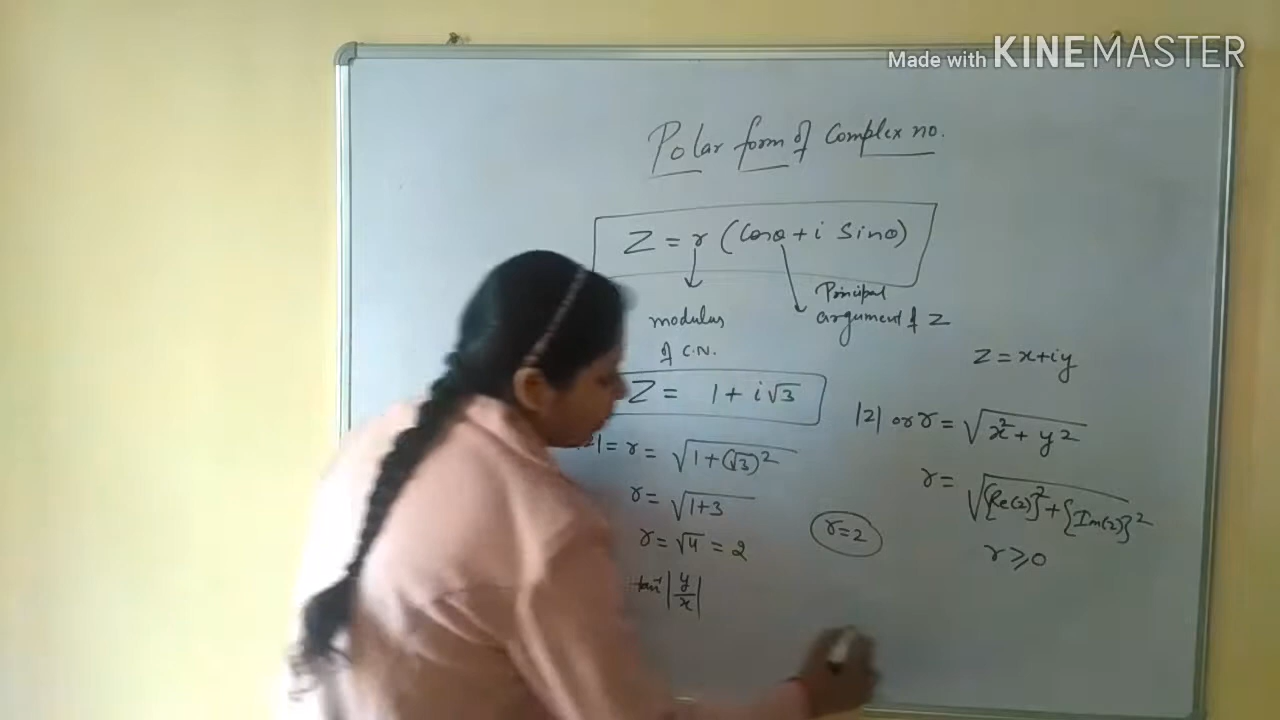 Made with KINEMASTER
Polar form of Complex no.
Z = r (Cosθ + i Sinθ)
modulus
of C.N.
Principal
argument of Z
Z = x+iy
Z = 1 + i√3
|z| or r = √x²+y²
|= r = √1+(√3)²
r = √{Re(z)}²+{Im(z)}²
r = √1+3
r=2
r = √4 = 2
r ⩾ 0
tan⁻¹ |y/x|